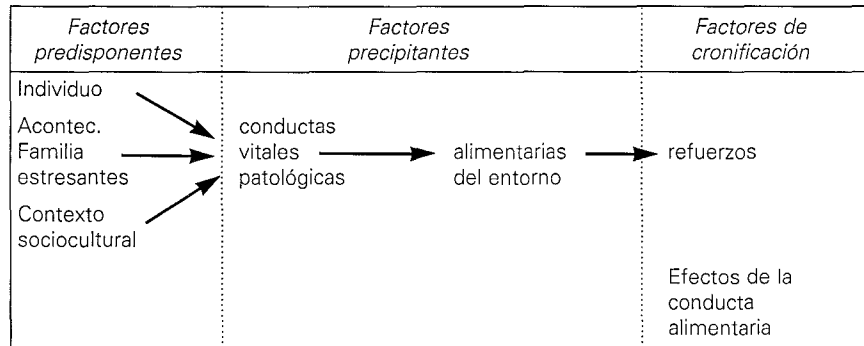 Factores
predisponentes
Factores
precipitantes
Factores de
cronificación
Individuo
Acontec.
Familia
estresantes
Contexto
sociocultural
conductas
vitales
patológicas
alimentarias
del entorno
refuerzos
Efectos de la
conducta
alimentaria